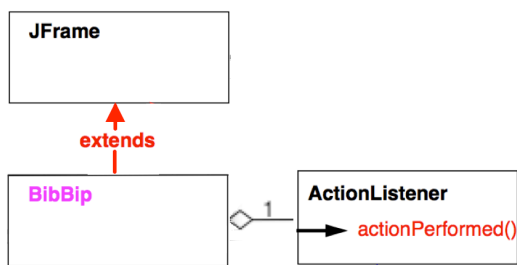 JFrame
extends
BibBip
1
ActionListener
actionPerformed()